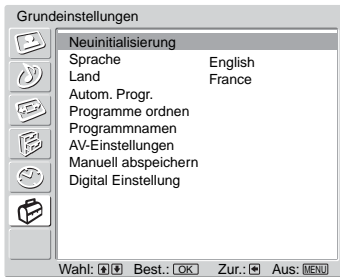 Grundeinstellungen
Neuinitialisierung
Sprache English
Land France
Autom. Progr.
Programme ordnen
Programmnamen
AV-Einstellungen
Manuell abspeichern
Digital Einstellung
Wahl: Best.: OK Zur.: Aus: MENU